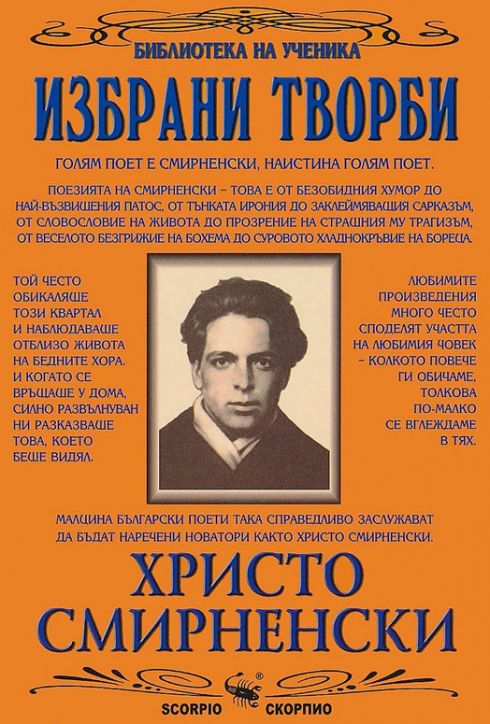 БИБЛИОТЕКА НА УЧЕНИКА
ИЗБРАНИ ТВОРБИ
ГОЛЯМ ПОЕТ Е СМИРНЕНСКИ, НАИСТИНА ГОЛЯМ ПОЕТ.
ПОЕЗИЯТА НА СМИРНЕНСКИ – ТОВА Е ОТ БЕЗОБИДНИЯ ХУМОР ДО
НАЙ-ВЪЗВИШЕНИЯ ПАТОС, ОТ ТЪНКАТА ИРОНИЯ ДО ЗАКЛЕЙМЯВАЩИЯ САРКАЗЪМ,
ОТ СЛОВОСЛОВИЕ НА ЖИВОТА ДО ПРОЗРЕНИЕ НА СТРАШНИЯ МУ ТРАГИЗЪМ,
ОТ ВЕСЕЛОТО БЕЗГРИЖИЕ НА БОХЕМА ДО СУРОВОТО ХЛАДНОКРЪВИЕ НА БОРЕЦА.
ТОЙ ЧЕСТО
ОБИКАЛЯШЕ
ТОЗИ КВАРТАЛ
И НАБЛЮДАВАШЕ
ОТБЛИЗО ЖИВОТА
НА БЕДНИТЕ ХОРА.
И КОГАТО СЕ
ВРЪЩАШЕ У ДОМА,
СИЛНО РАЗВЪЛНУВАН
НИ РАЗКАЗВАШЕ
ТОВА, КОЕТО
БЕШЕ ВИДЯЛ.
ЛЮБИМИТЕ
ПРОИЗВЕДЕНИЯ
МНОГО ЧЕСТО
СПОДЕЛЯТ УЧАСТТА
НА ЛЮБИМИЯ ЧОВЕК
– КОЛКОТО ПОВЕЧЕ
ГИ ОБИЧАМЕ,
ТОЛКОВА
ПО-МАЛКО
СЕ ВГЛЕЖДАМЕ
В ТЯХ.
МАЛЦИНА БЪЛГАРСКИ ПОЕТИ ТАКА СПРАВЕДЛИВО ЗАСЛУЖАВАТ
ДА БЪДАТ НАРЕЧЕНИ НОВАТОРИ КАКТО ХРИСТО СМИРНЕНСКИ.
ХРИСТО
СМИРНЕНСКИ
SCORPIO ® СКОРПИО